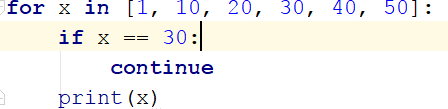 for x in [1, 10, 20, 30, 40, 50]:
    if x == 30:
        continue
    print(x)